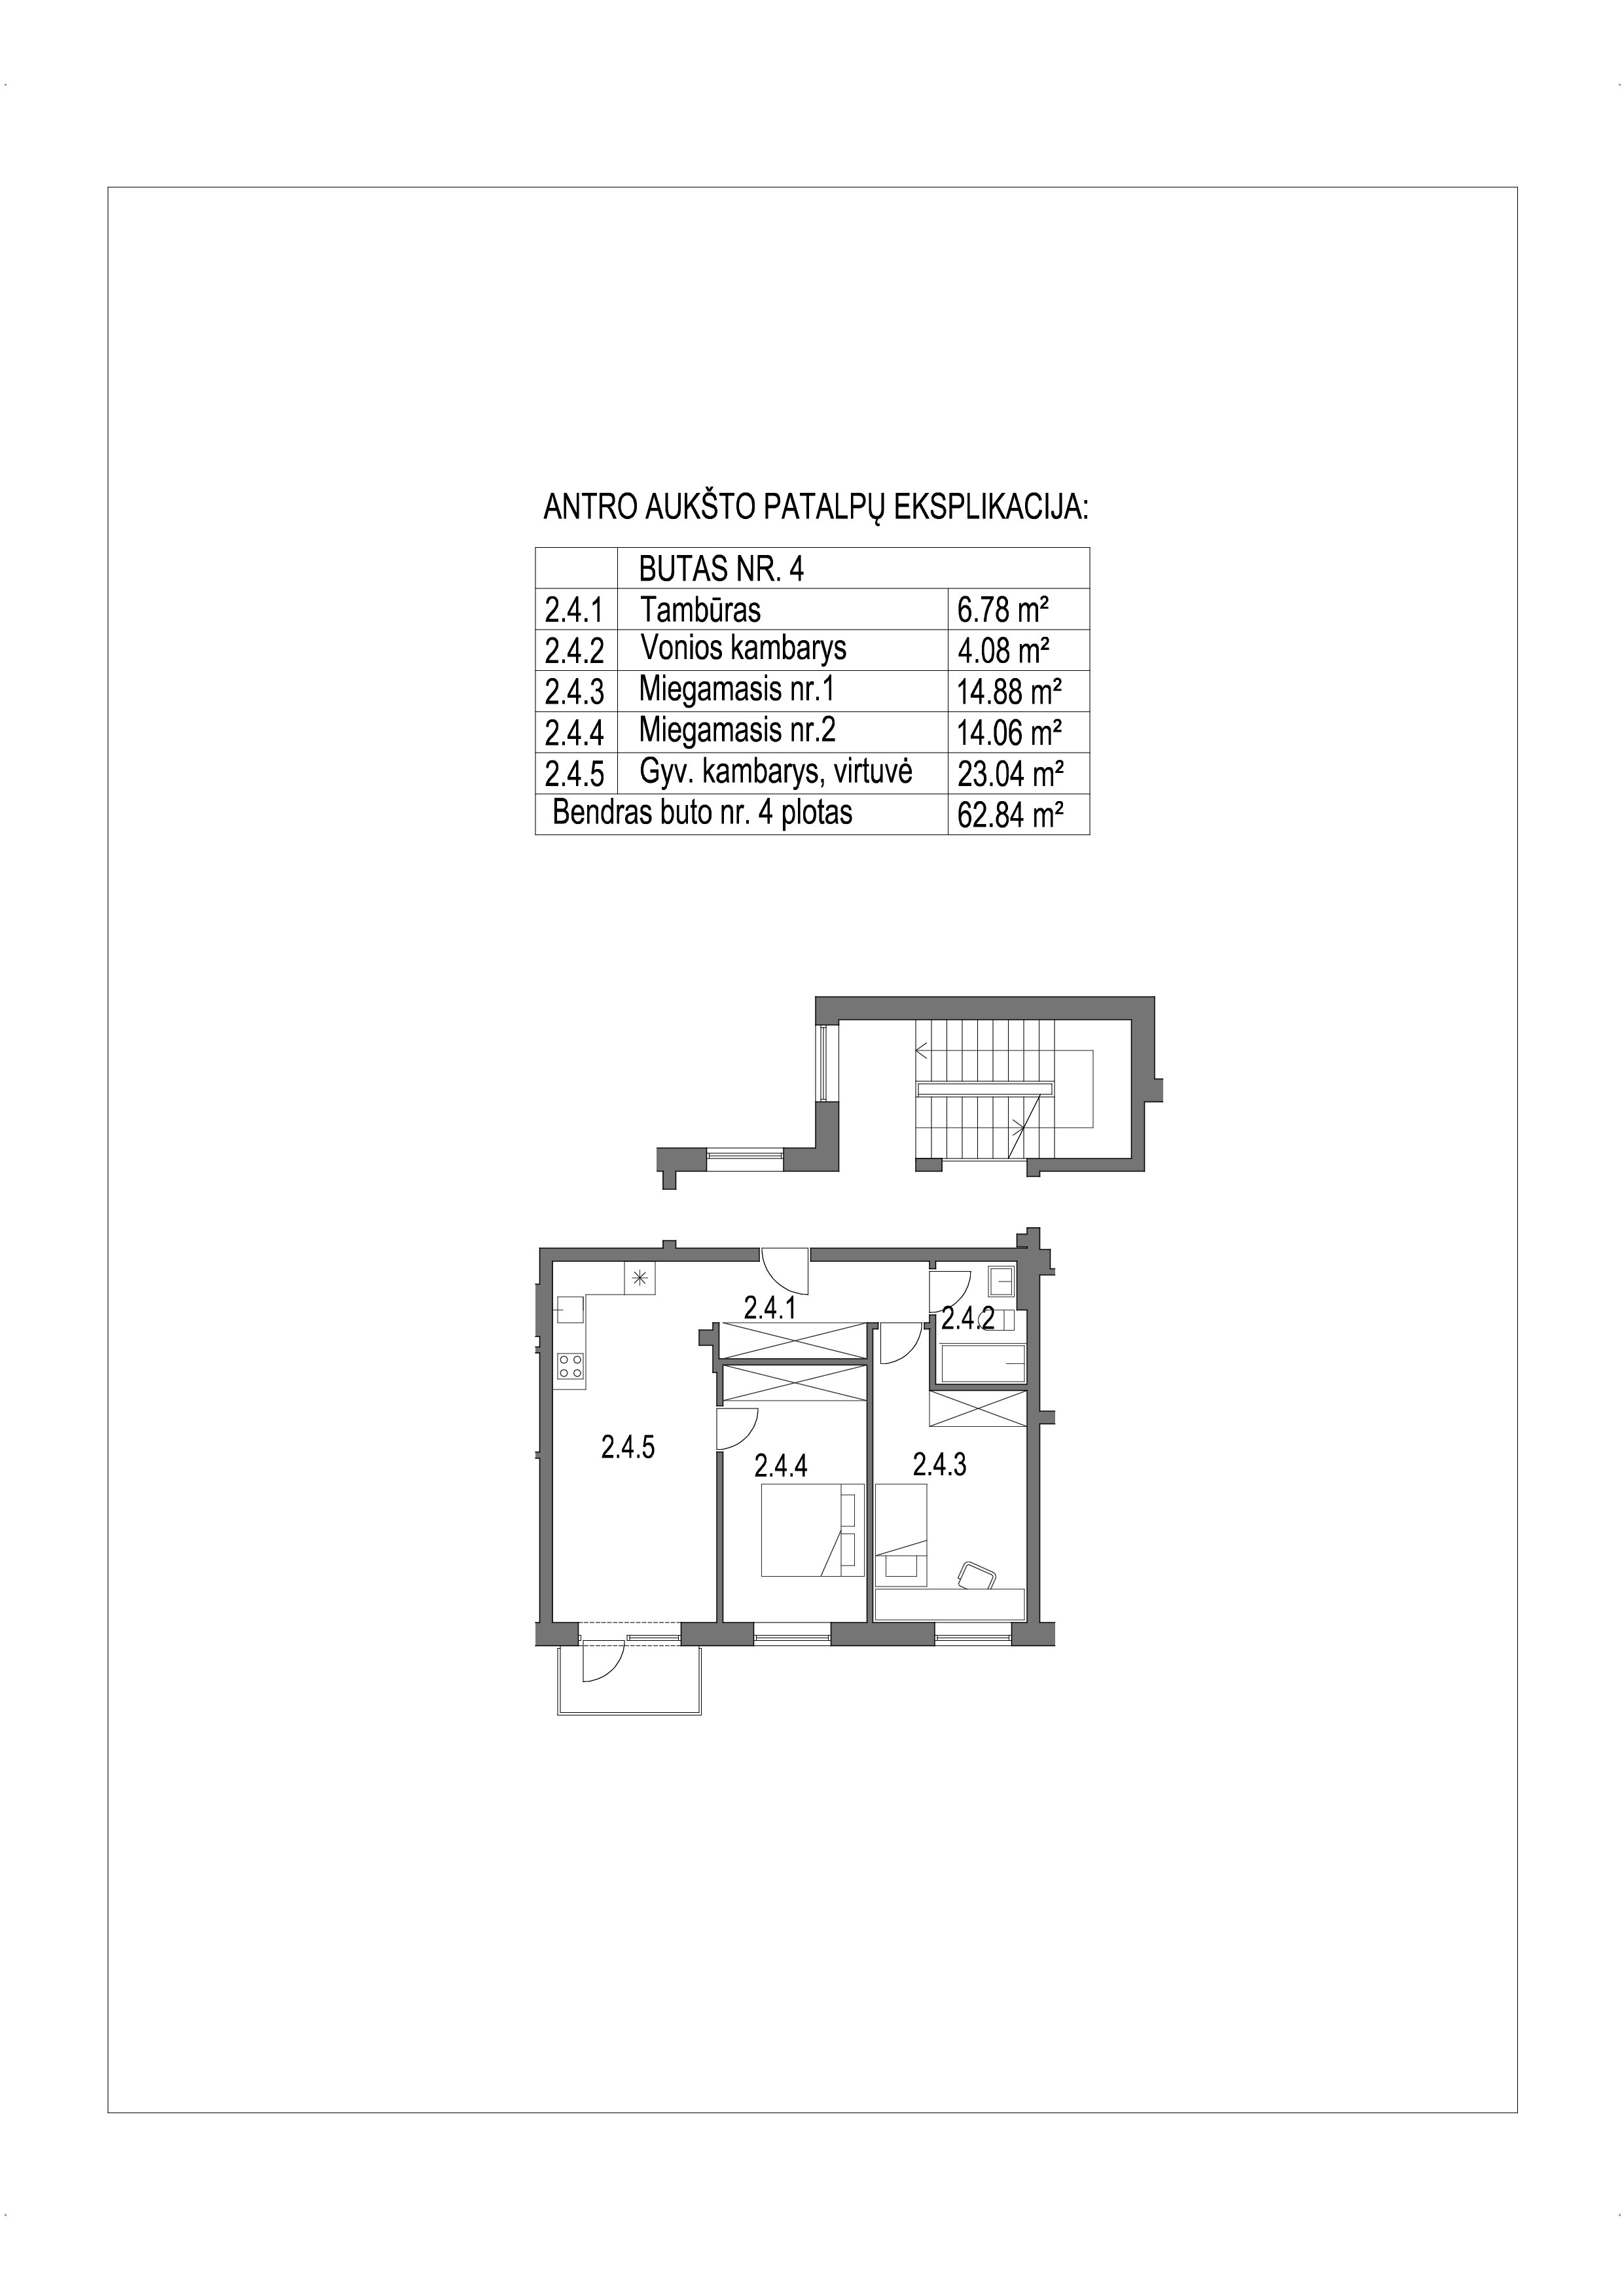 ANTRO AUKŠTO PATALPŲ EKSPLIKACIJA:
BUTAS NR. 4
2.4.1 Tambūras 6.78 m²
2.4.2 Vonios kambarys 4.08 m²
2.4.3 Miegamasis nr.1 14.88 m²
2.4.4 Miegamasis nr.2 14.06 m²
2.4.5 Gyv. kambarys, virtuvė 23.04 m²
Bendras buto nr. 4 plotas 62.84 m²
2.4.1
2.4.2
2.4.5
2.4.4
2.4.3